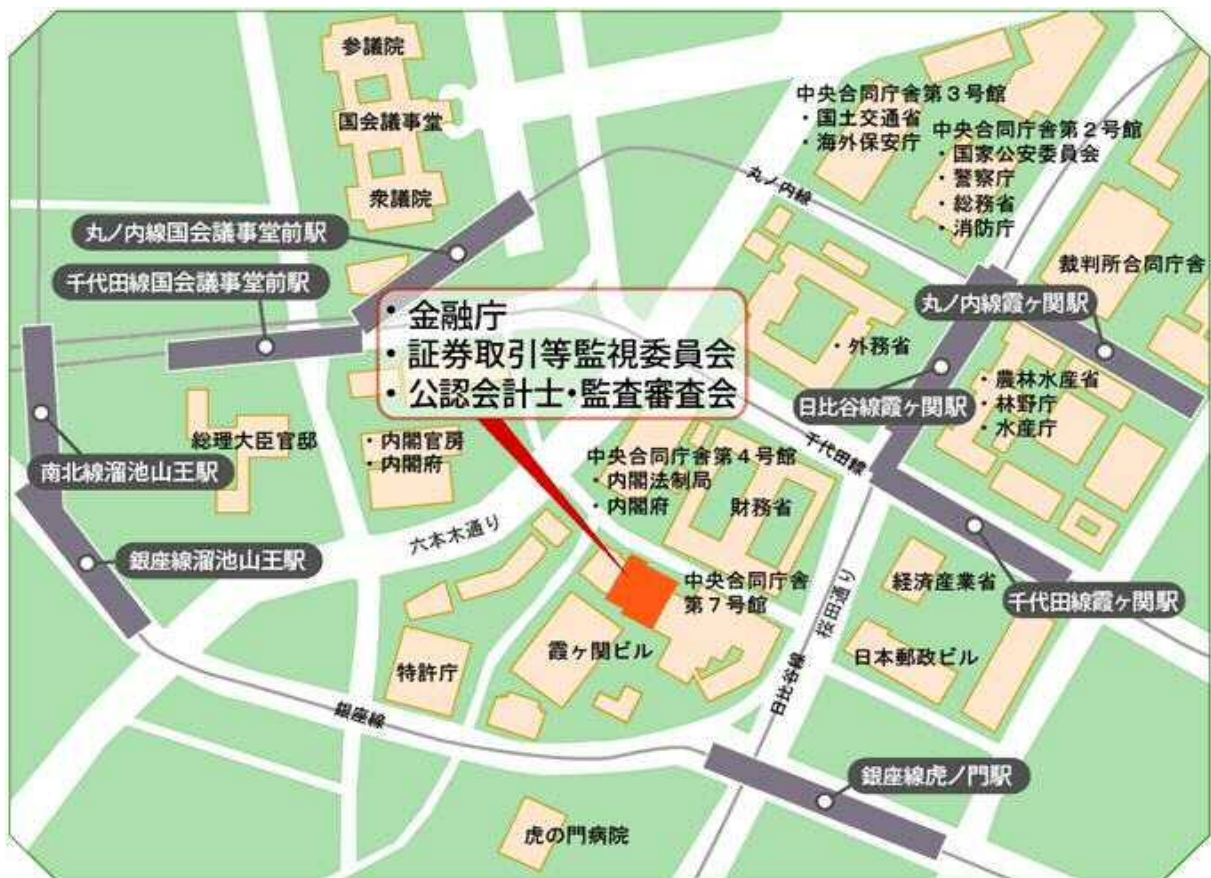 参議院
国会議事堂
衆議院
中央合同庁舎第3号館
・国土交通省
・海外保安庁
中央合同庁舎第2号館
・国家公安委員会
・警察庁
・総務省
・消防庁
丸ノ内線
裁判所合同庁舎
丸ノ内線国会議事堂前駅
千代田線国会議事堂前駅
丸ノ内線霞ヶ関駅
・金融庁
・証券取引等監視委員会
・公認会計士・監査審査会
・外務省
日比谷線霞ヶ関駅
・農林水産省
・林野庁
・水産庁
総理大臣官邸
・内閣官房
・内閣府
千代田線
中央合同庁舎第4号館
・内閣法制局
・内閣府
財務省
南北線溜池山王駅
六本木通り
銀座線溜池山王駅
中央合同庁舎
第7号館
桜田通り
経済産業省
千代田線霞ヶ関駅
霞ヶ関ビル
特許庁
日本郵政ビル
日比谷線
銀座線
銀座線虎ノ門駅
虎の門病院